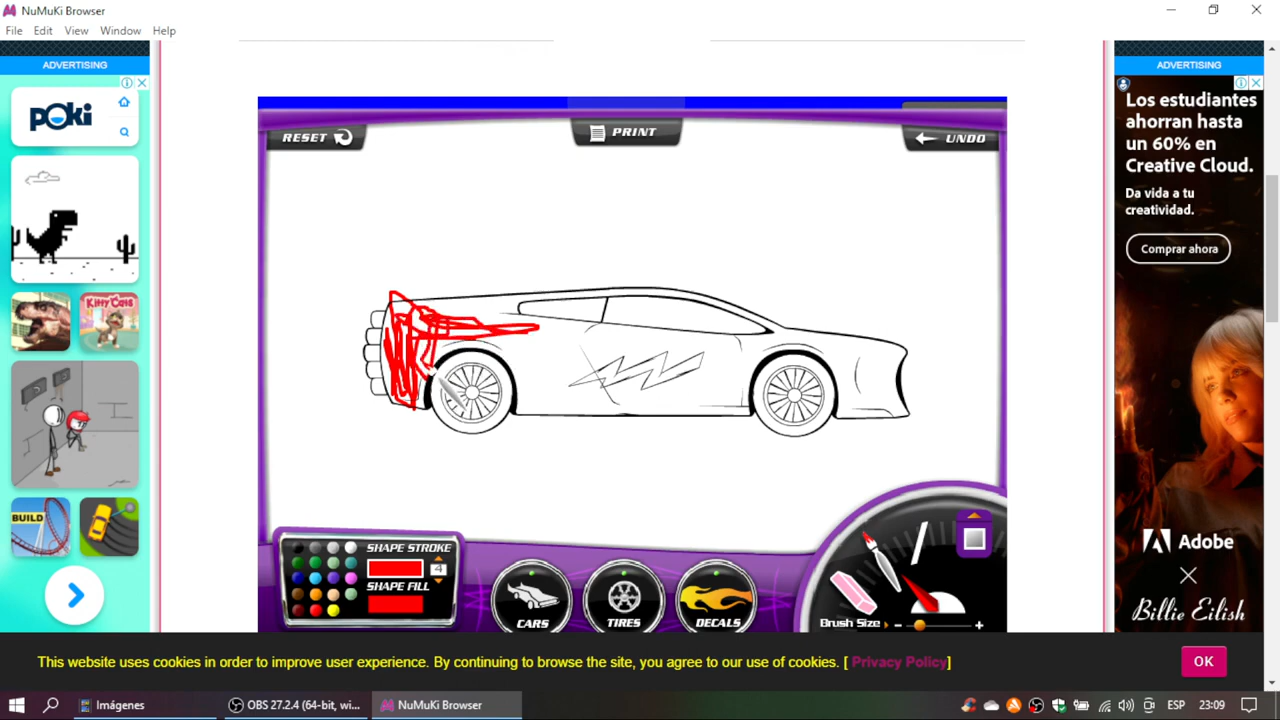 NuMuKi Browser
File Edit View Window Help
ADVERTISING
ADVERTISING
poki
KITTY CATS
BUILD
RESET
PRINT
UNDO
SHAPE STROKE
4
SHAPE FILL
CARS
TIRES
DECALS
Brush Size
- +
Los estudiantes
ahorran hasta
un 60% en
Creative Cloud.
Da vida a tu
creatividad.
Comprar ahora
Adobe
×
Billie Eilish
This website uses cookies in order to improve user experience. By continuing to browse the site, you agree to our use of cookies. [ Privacy Policy]
OK
Imágenes
OBS 27.2.4 (64-bit, wi...
NuMuKi Browser
ESP
23:09